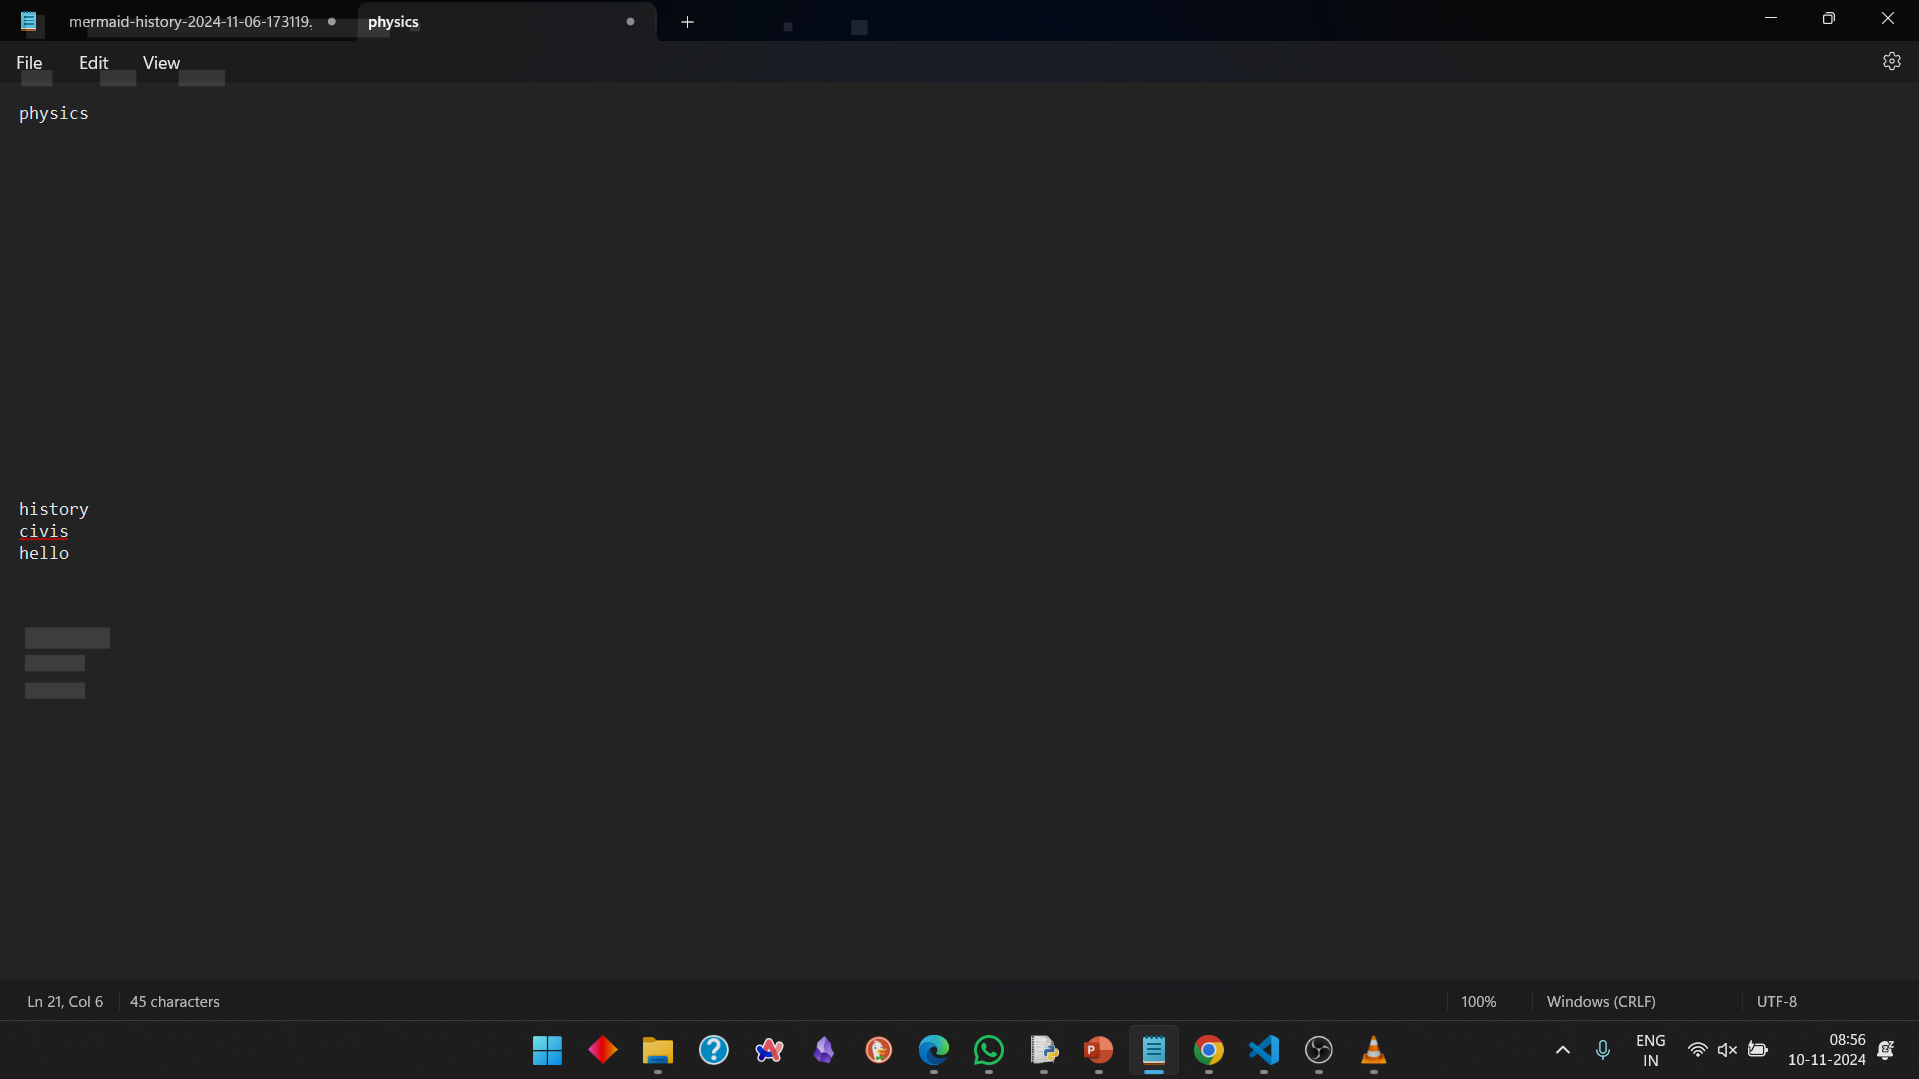 mermaid-history-2024-11-06-173119.
physics
File Edit View
physics
history
civis
hello
Ln 21, Col 6 45 characters 100% Windows (CRLF) UTF-8
ENG
IN
08:56
10-11-2024